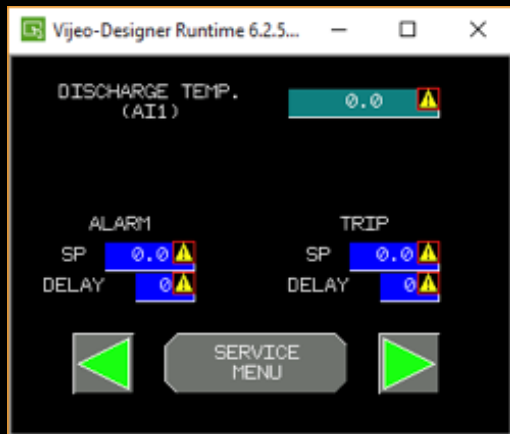 Vijeo-Designer Runtime 6.2.5...
DISCHARGE TEMP. 0.0
(AI1)
ALARM TRIP
SP 0.0 SP 0.0
DELAY 0 DELAY 0
SERVICE
MENU